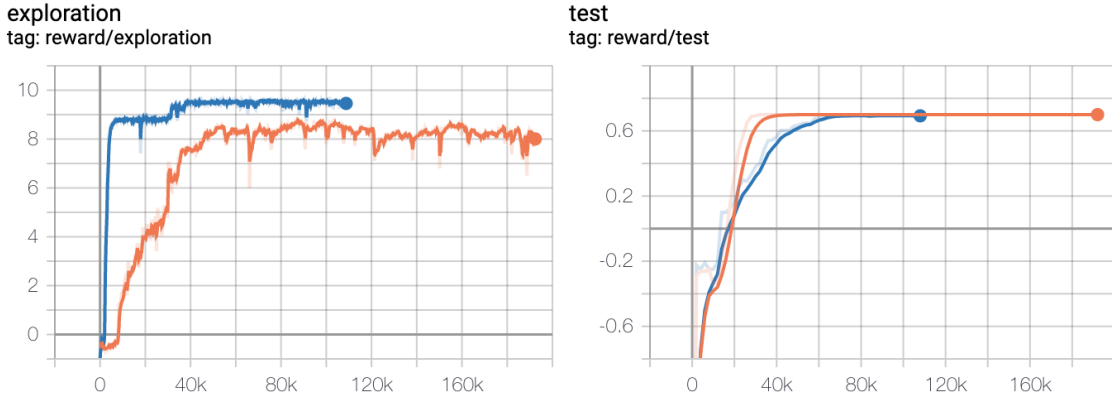 exploration
tag: reward/exploration
10
8
6
4
2
0
0 40k 80k 120k 160k
test
tag: reward/test
0.6
0.2
-0.2
-0.6
0 40k 80k 120k 160k